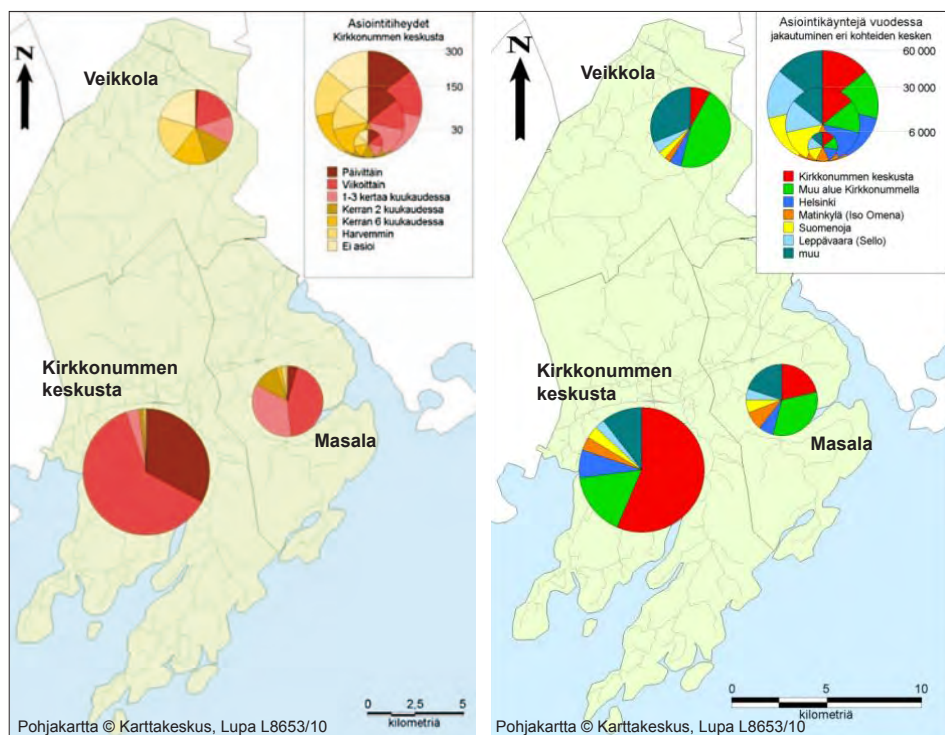 Asiointitiheydet
Kirkkonummen keskusta
300
150
30
Päivittäin
Viikoittain
1-3 kertaa kuukaudessa
Kerran 2 kuukaudessa
Kerran 6 kuukaudessa
Harvemmin
Ei asioi
N
Veikkola
Kirkkonummen
keskusta
Masala
0 2,5 5
kilometriä
Pohjakartta © Karttakeskus, Lupa L8653/10
Asiointikäyntejä vuodessa
jakautuminen eri kohteiden kesken
60 000
30 000
6 000
Kirkkonummen keskusta
Muu alue Kirkkonummella
Helsinki
Matinkylä (Iso Omena)
Suomenoja
Leppävaara (Sello)
muu
N
Veikkola
Kirkkonummen
keskusta
Masala
0 5 10
kilometriä
Pohjakartta © Karttakeskus, Lupa L8653/10